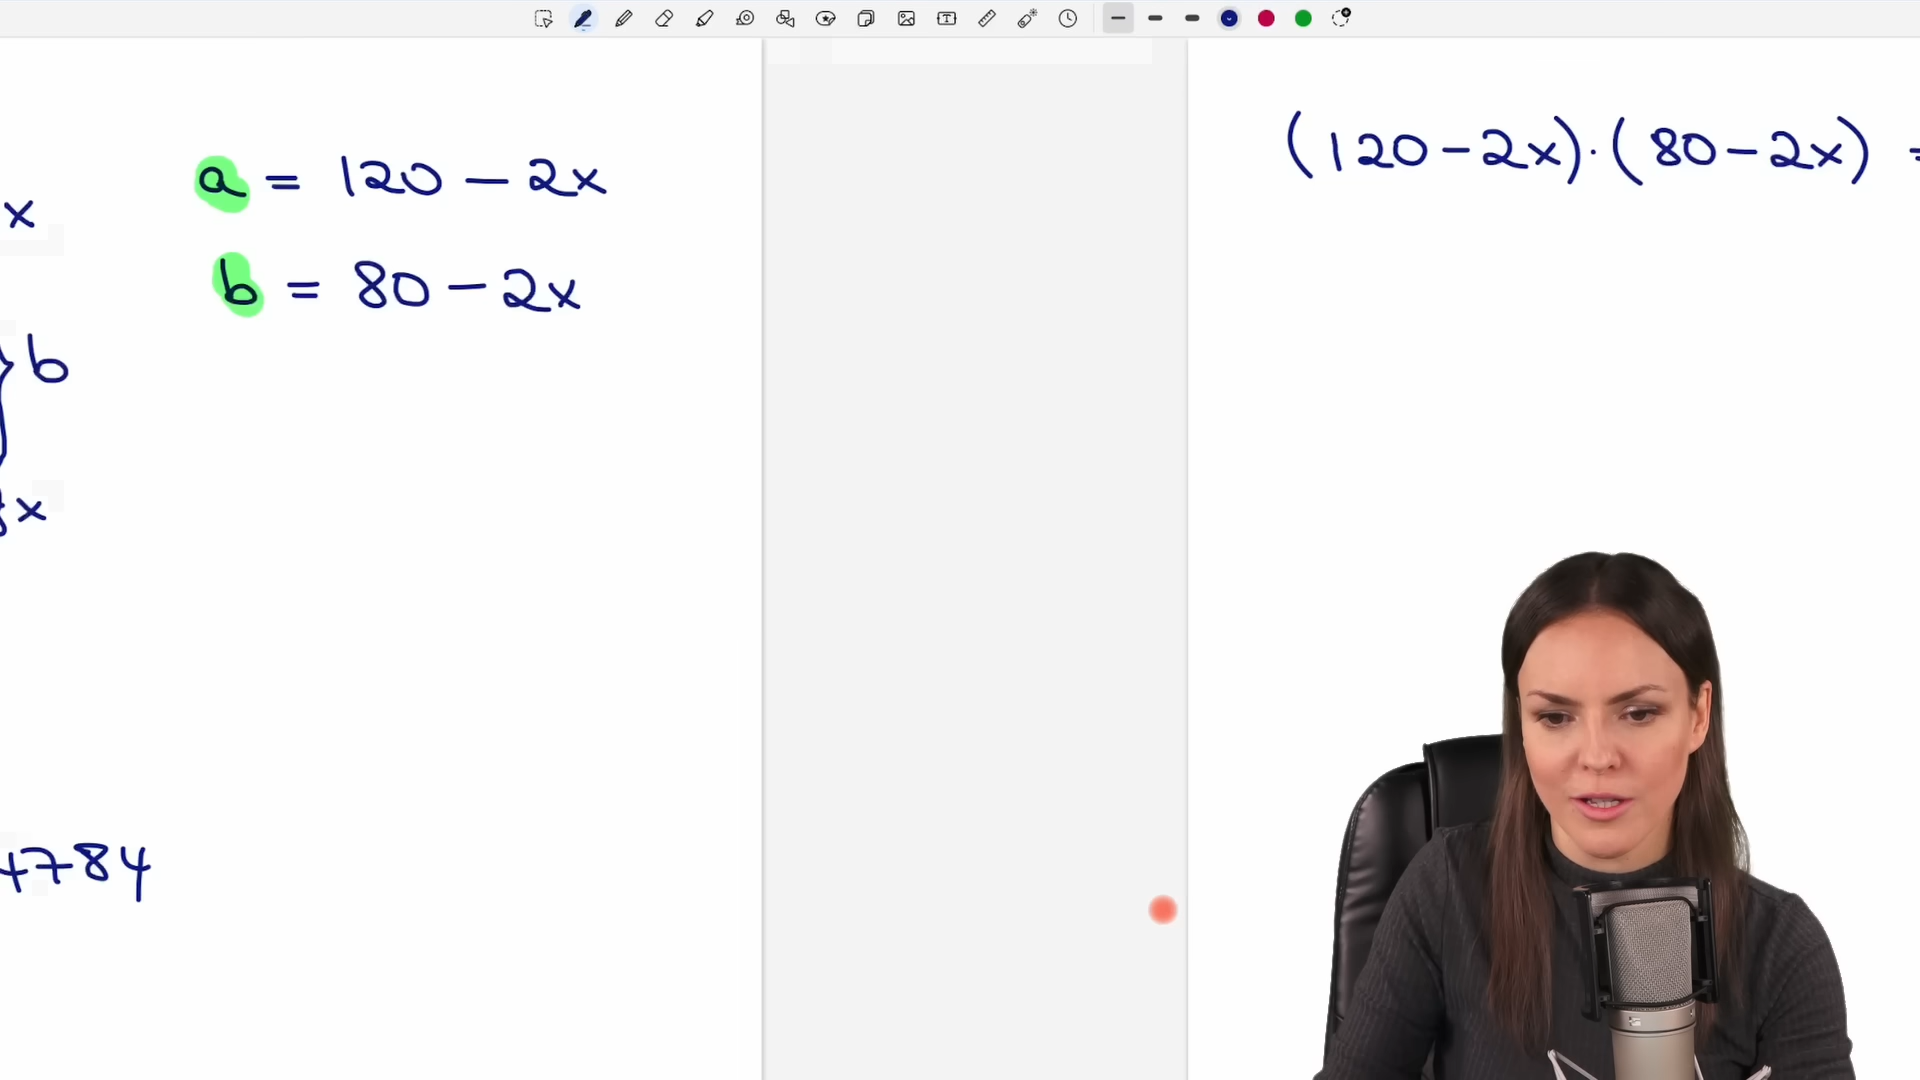 a = 120 - 2x
x
b = 80 - 2x
b
x
4784
(120-2x)·(80-2x) =